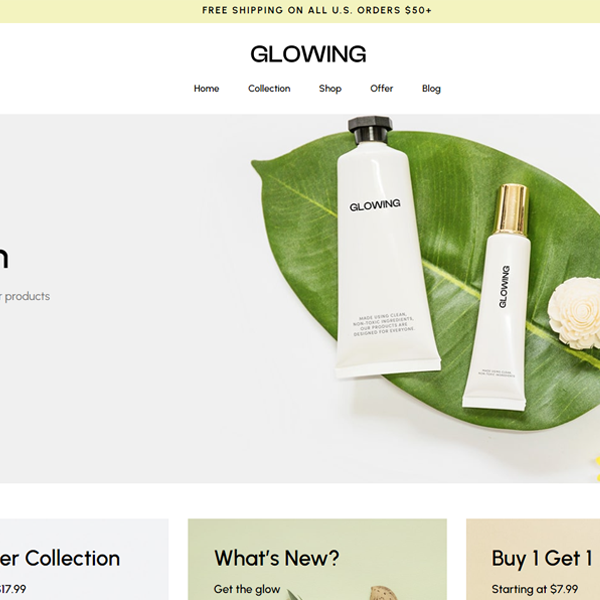 FREE SHIPPING ON ALL U.S. ORDERS $50+
GLOWING
Home Collection Shop Offer Blog
GLOWING
GLOWING
products
MADE USING CLEAN,
NON-TOXIC INGREDIENTS,
OUR PRODUCTS ARE
DESIGNED FOR EVERYONE.
er Collection
$17.99
What's New?
Get the glow
Buy 1 Get 1
Starting at $7.99